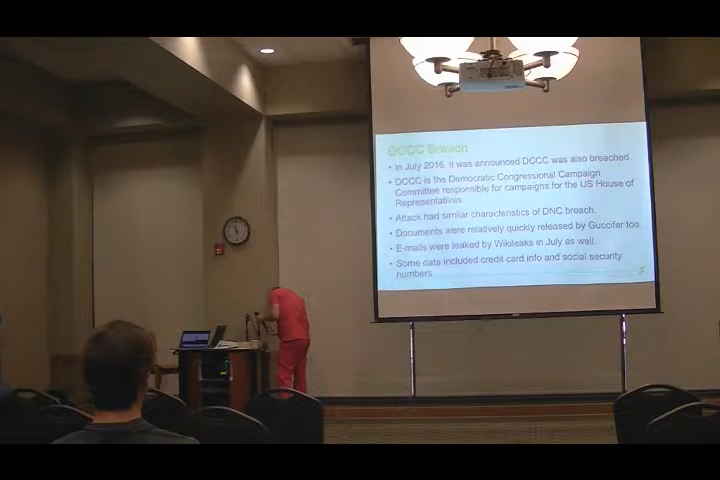 DCCC Breach
• In July 2016, it was announced DCCC was also breached.
• DCCC is the Democratic Congressional Campaign
Committee responsible for campaigns for the US House of
Representatives.
• Attack had similar characteristics of DNC breach.
• Documents were relatively quickly released by Guccifer too.
• E-mails were leaked by Wikileaks in July as well.
• Some data included credit card info and social security
numbers